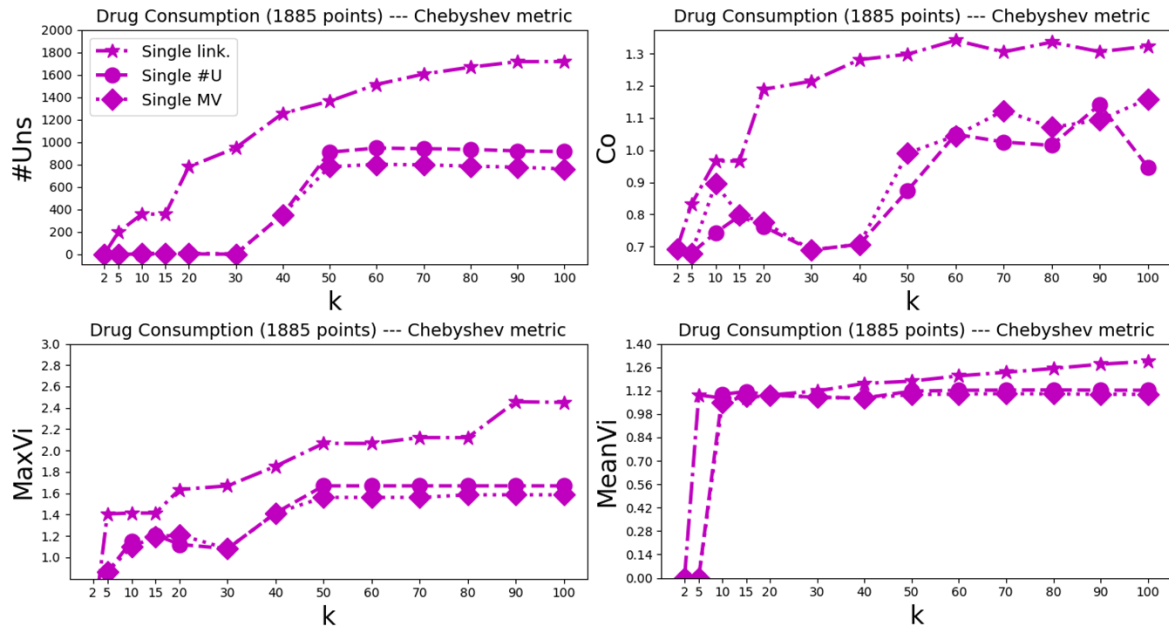 Drug Consumption (1885 points) --- Chebyshev metric
2000
1800
1600
1400
1200
1000
800
600
400
200
0
#Uns
Single link.
Single #U
Single MV
2 5 10 15 20 30 40 50 60 70 80 90 100
k
Drug Consumption (1885 points) --- Chebyshev metric
1.3
1.2
1.1
1.0
0.9
0.8
0.7
Co
2 5 10 15 20 30 40 50 60 70 80 90 100
k
Drug Consumption (1885 points) --- Chebyshev metric
3.0
2.8
2.6
2.4
2.2
2.0
1.8
1.6
1.4
1.2
1.0
MaxVi
2 5 10 15 20 30 40 50 60 70 80 90 100
k
Drug Consumption (1885 points) --- Chebyshev metric
1.40
1.26
1.12
0.98
0.84
0.70
0.56
0.42
0.28
0.14
0.00
MeanVi
2 5 10 15 20 30 40 50 60 70 80 90 100
k